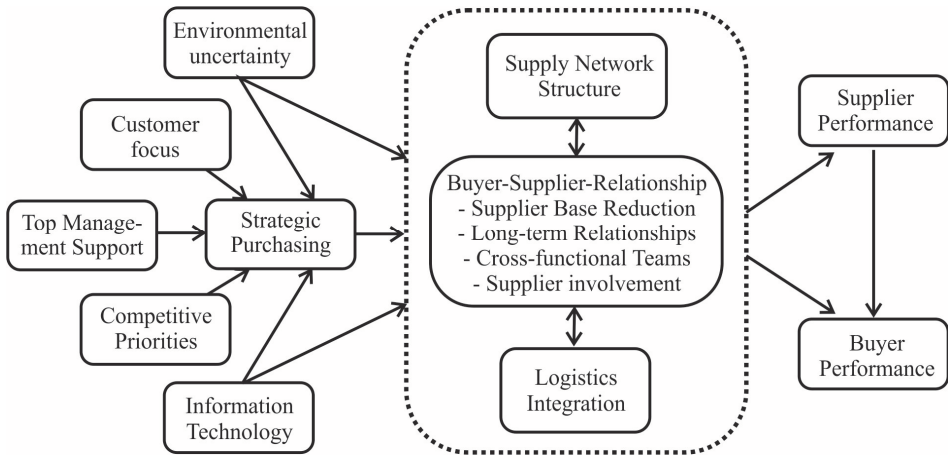 Environmental
uncertainty
Customer
focus
Top Manage-
ment Support
Strategic
Purchasing
Competitive
Priorities
Information
Technology
Supply Network
Structure
Buyer-Supplier-Relationship
- Supplier Base Reduction
- Long-term Relationships
- Cross-functional Teams
- Supplier involvement
Logistics
Integration
Supplier
Performance
Buyer
Performance